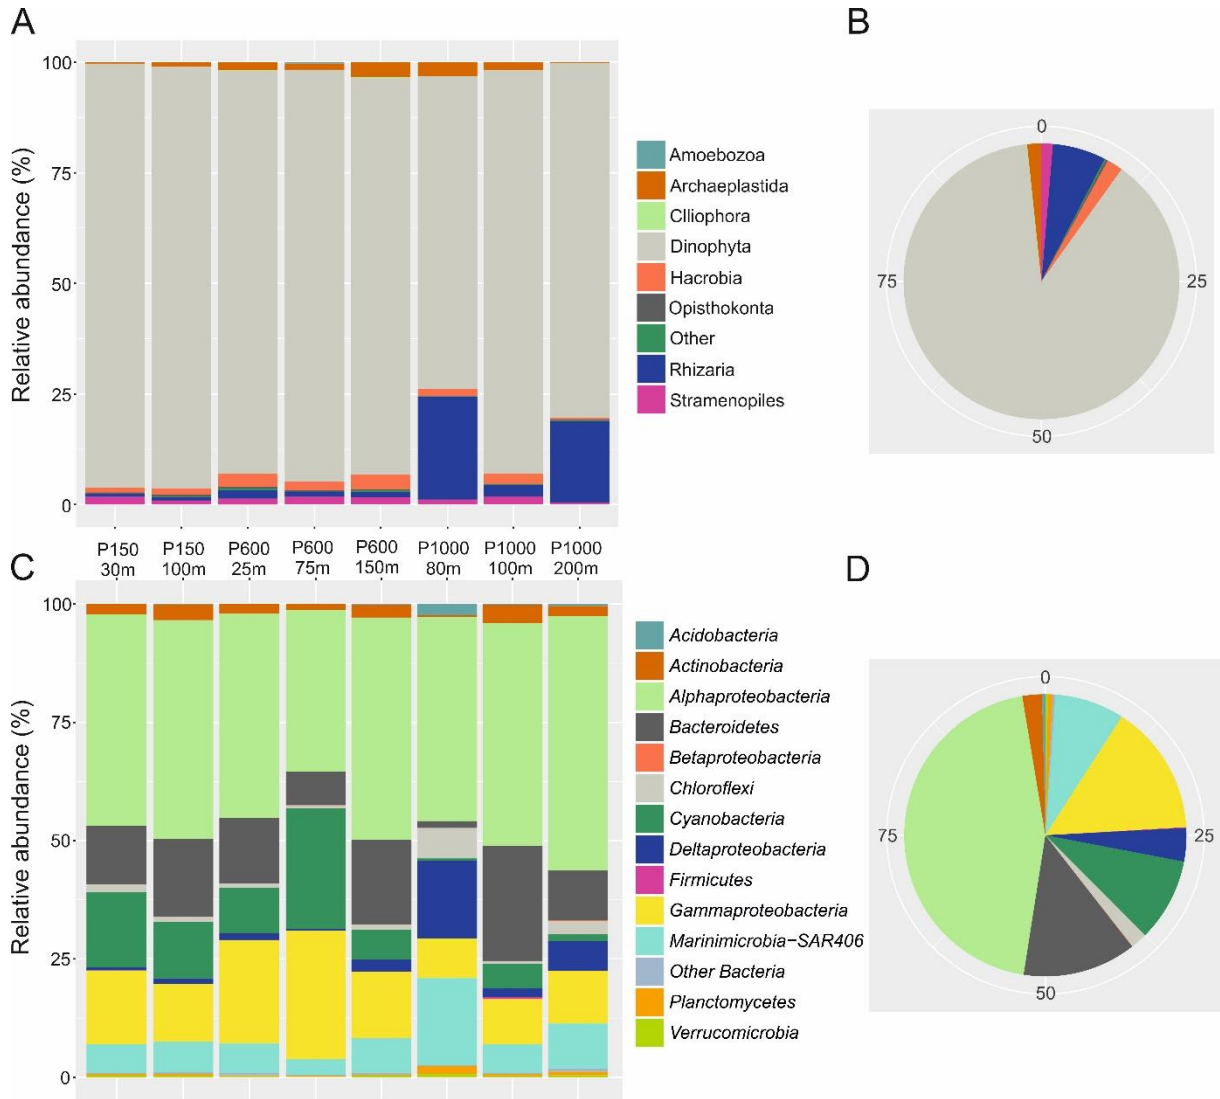 A
Relative abundance (%)
100
75
50
25
0
Amoebozoa
Archaeplastida
Clliophora
Dinophyta
Hacrobia
Opisthokonta
Other
Rhizaria
Stramenopiles
B
0
25
50
75
P150 P150 P600 P600 P600 P1000 P1000 P1000
30m 100m 25m 75m 150m 80m 100m 200m
C
Relative abundance (%)
100
75
50
25
0
Acidobacteria
Actinobacteria
Alphaproteobacteria
Bacteroidetes
Betaproteobacteria
Chloroflexi
Cyanobacteria
Deltaproteobacteria
Firmicutes
Gammaproteobacteria
Marinimicrobia-SAR406
Other Bacteria
Planctomycetes
Verrucomicrobia
D
0
25
50
75